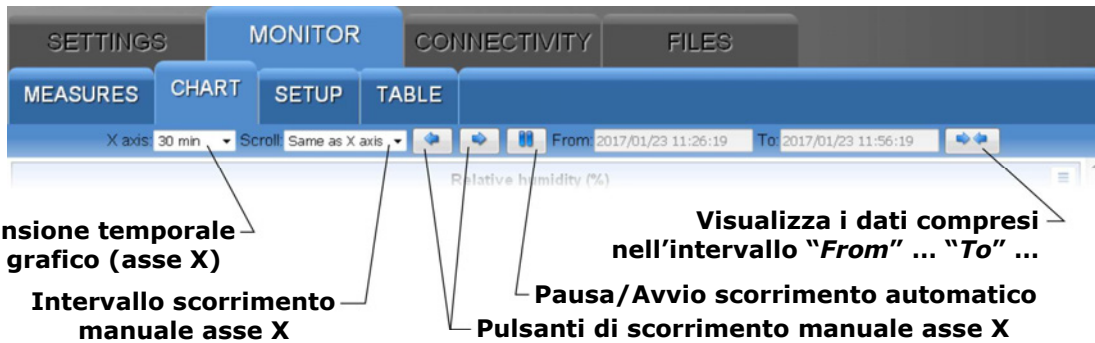 SETTINGS MONITOR CONNECTIVITY FILES
MEASURES CHART SETUP TABLE
X axis: 30 min Scroll: Same as X axis From: 2017/01/23 11:26:19 To: 2017/01/23 11:56:19
Relative humidity (%)
nsione temporale
grafico (asse X)
Visualizza i dati compresi
nell'intervallo “From” ... “To” ...
Intervallo scorrimento
manuale asse X
Pausa/Avvio scorrimento automatico
Pulsanti di scorrimento manuale asse X